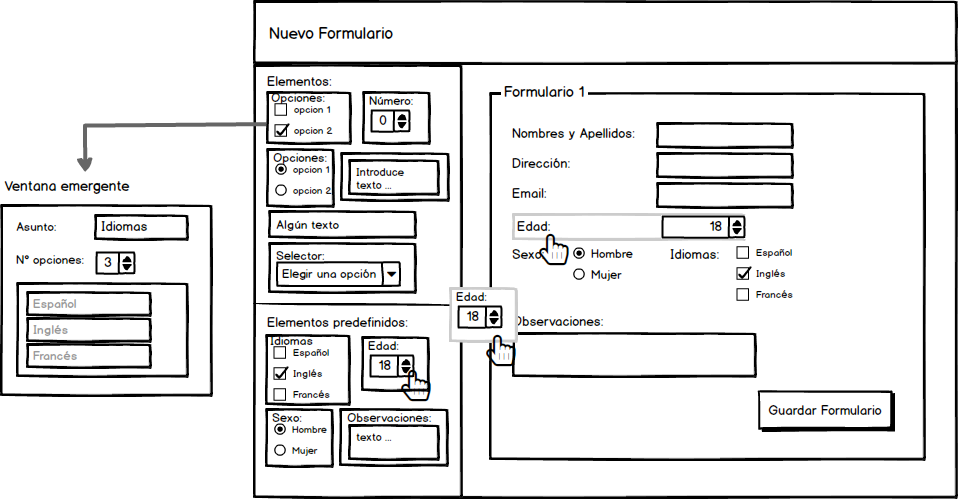 Nuevo Formulario
Ventana emergente
Asunto: Idiomas
Nº opciones: 3
Español
Inglés
Francés
Elementos:
Opciones:
opcion 1
opcion 2
Número:
0
Opciones:
opcion 1
opcion 2
Introduce
texto ...
Algún texto
Selector:
Elegir una opción
Elementos predefinidos:
Idiomas
Español
Inglés
Francés
Edad:
18
Sexo:
Hombre
Mujer
Observaciones:
texto ...
Edad:
18
Formulario 1
Nombres y Apellidos:
Dirección:
Email:
Edad: 18
Sexo Hombre Idiomas: Español
Mujer Inglés
Francés
Observaciones:
Guardar Formulario